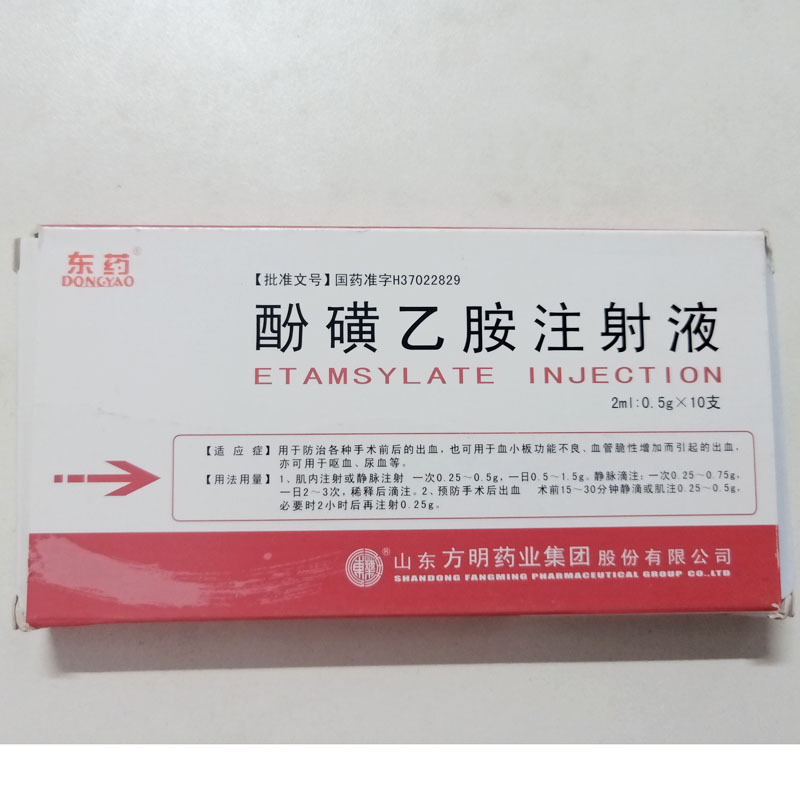 东药®
DONGYAO
【批准文号】国药准字H37022829
酚磺乙胺注射液
ETAMSYLATE INJECTION
2ml:0.5g×10支
【适应症】用于防治各种手术前后的出血，也可用于血小板功能不良、血管脆性增加而引起的出血，
亦可用于呕血、尿血等。
【用法用量】1、肌内注射或静脉注射 一次0.25～0.5g，一日0.5～1.5g。静脉滴注：一次0.25～0.75g，
一日2～3次，稀释后滴注。2、预防手术后出血 术前15～30分钟静滴或肌注0.25～0.5g，
必要时2小时后再注射0.25g。
®山东方明药业集团股份有限公司
SHANDONG FANGMING PHARMACEUTICAL GROUP CO.,LTD